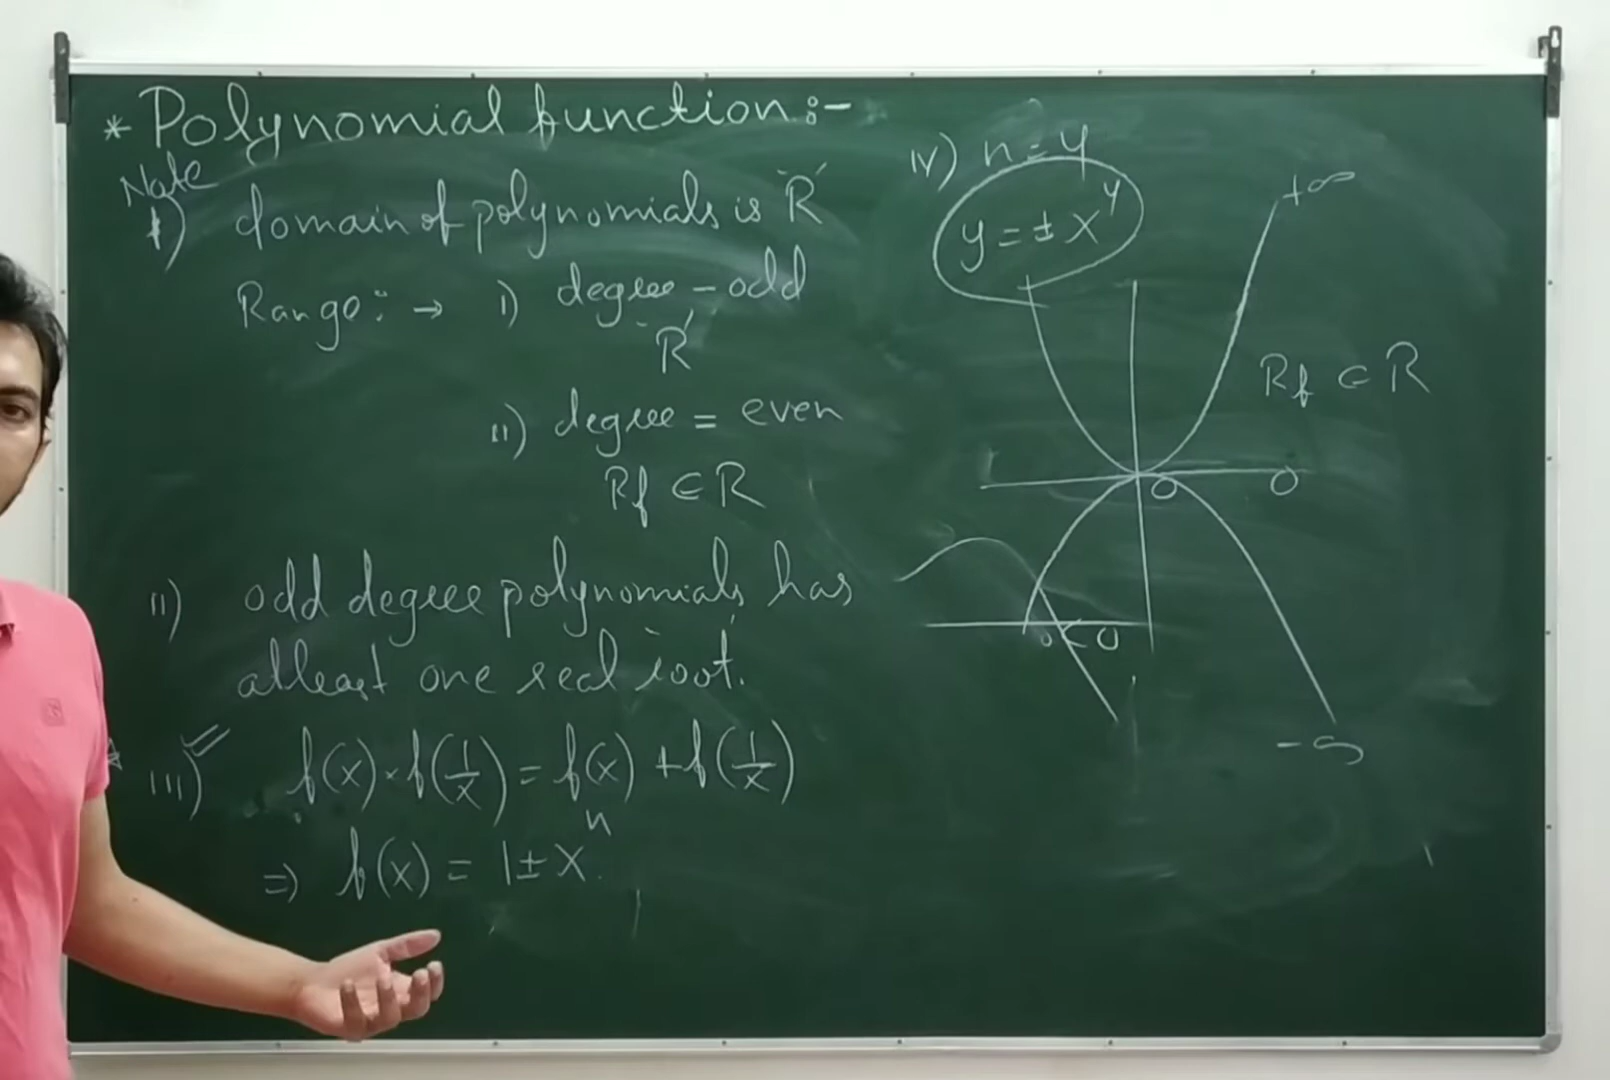 * Polynomial function :-
Note
1) domain of polynomials is 'R'
Range : → i) degree - odd
'R'
ii) degree = even
Rf ⊂ R
ii) odd degree polynomials has
atleast one real root.
iii) f(x)·f(1/x) = f(x) + f(1/x)
⇒ f(x) = 1 ± x^n
iv) n = 4
y = ± x^4
+∞
Rf ⊂ R
0 0
0
-∞